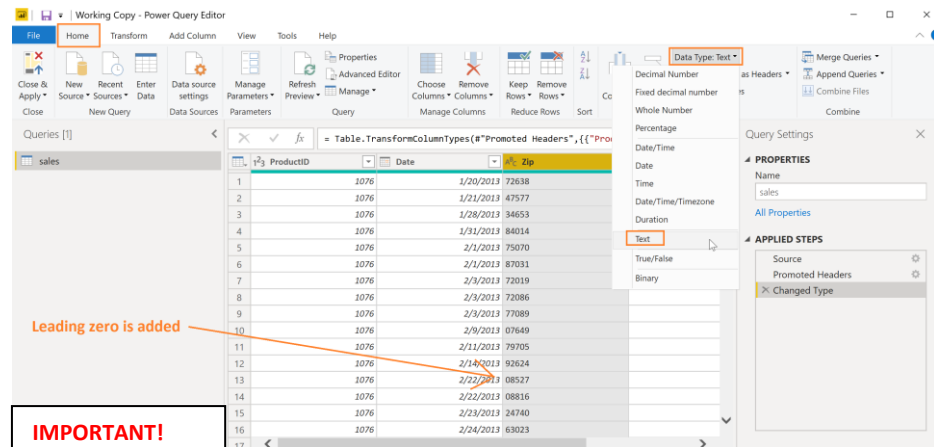 Working Copy - Power Query Editor
File Home Transform Add Column View Tools Help
Close & Apply
New Source
Recent Sources
Enter Data
Data source settings
Manage Parameters
Refresh Preview
Properties
Advanced Editor
Manage
Choose Columns
Remove Columns
Keep Rows
Remove Rows
Data Type: Text
as Headers
Merge Queries
Append Queries
Combine Files
Close New Query Data Sources Parameters Query Manage Columns Reduce Rows Sort Combine
Decimal Number
Fixed decimal number
Whole Number
Percentage
Date/Time
Date
Time
Date/Time/Timezone
Duration
Text
True/False
Binary
Queries [1]
sales
fx = Table.TransformColumnTypes(#"Promoted Headers",{{"Pro
1²3 ProductID Date ABC Zip
1 1076 1/20/2013 72638
2 1076 1/21/2013 47577
3 1076 1/28/2013 34653
4 1076 1/31/2013 84014
5 1076 2/1/2013 75070
6 1076 2/1/2013 87031
7 1076 2/3/2013 72019
8 1076 2/3/2013 72086
9 1076 2/3/2013 77089
10 1076 2/9/2013 07649
11 1076 2/11/2013 79705
12 1076 2/14/2013 92624
13 1076 2/22/2013 08527
14 1076 2/22/2013 08816
15 1076 2/23/2013 24740
16 1076 2/24/2013 63023
17
Query Settings
PROPERTIES
Name
sales
All Properties
APPLIED STEPS
Source
Promoted Headers
Changed Type
Leading zero is added
IMPORTANT!